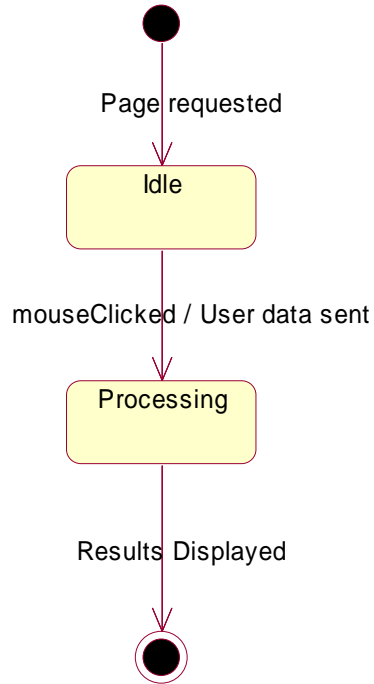 Page requested
Idle
mouseClicked / User data sent
Processing
Results Displayed